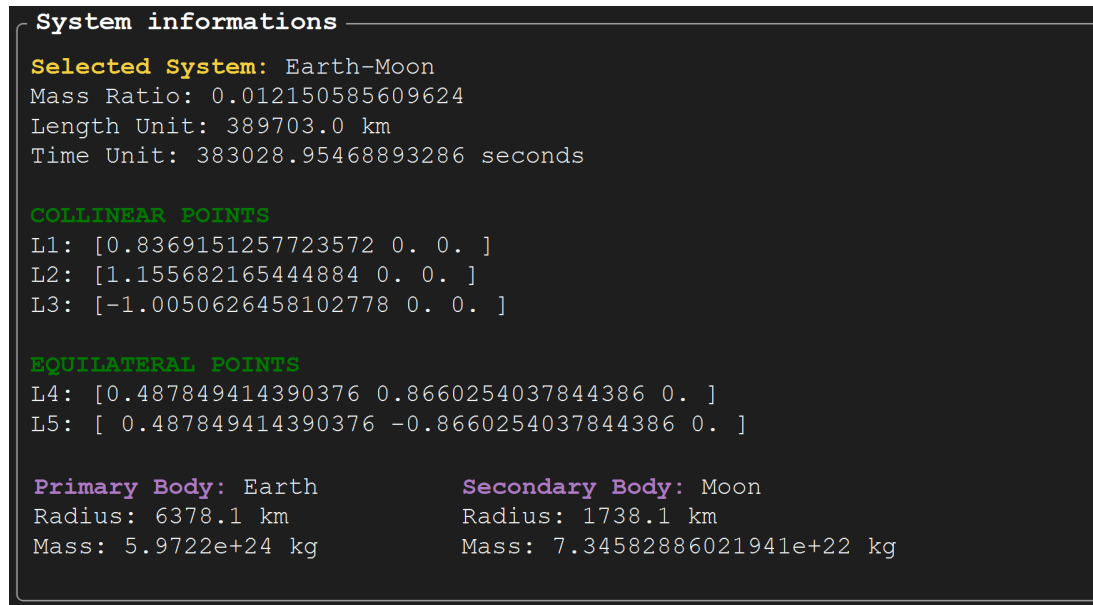 System informations
Selected System: Earth-Moon
Mass Ratio: 0.012150585609624
Length Unit: 389703.0 km
Time Unit: 383028.95468893286 seconds
COLLINEAR POINTS
L1: [0.8369151257723572 0. 0. ]
L2: [1.155682165444884 0. 0. ]
L3: [-1.0050626458102778 0. 0. ]
EQUILATERAL POINTS
L4: [0.487849414390376 0.8660254037844386 0. ]
L5: [ 0.487849414390376 -0.8660254037844386 0. ]
Primary Body: Earth
Radius: 6378.1 km
Mass: 5.9722e+24 kg
Secondary Body: Moon
Radius: 1738.1 km
Mass: 7.34582886021941e+22 kg